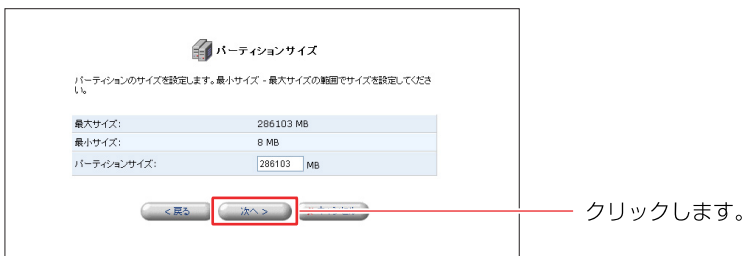 パーティションサイズ
パーティションのサイズを設定します。最小サイズ - 最大サイズの範囲でサイズを設定してくださ
い。
最大サイズ: 286103 MB
最小サイズ: 8 MB
パーティションサイズ: 286103 MB
< 戻る 次へ >
クリックします。